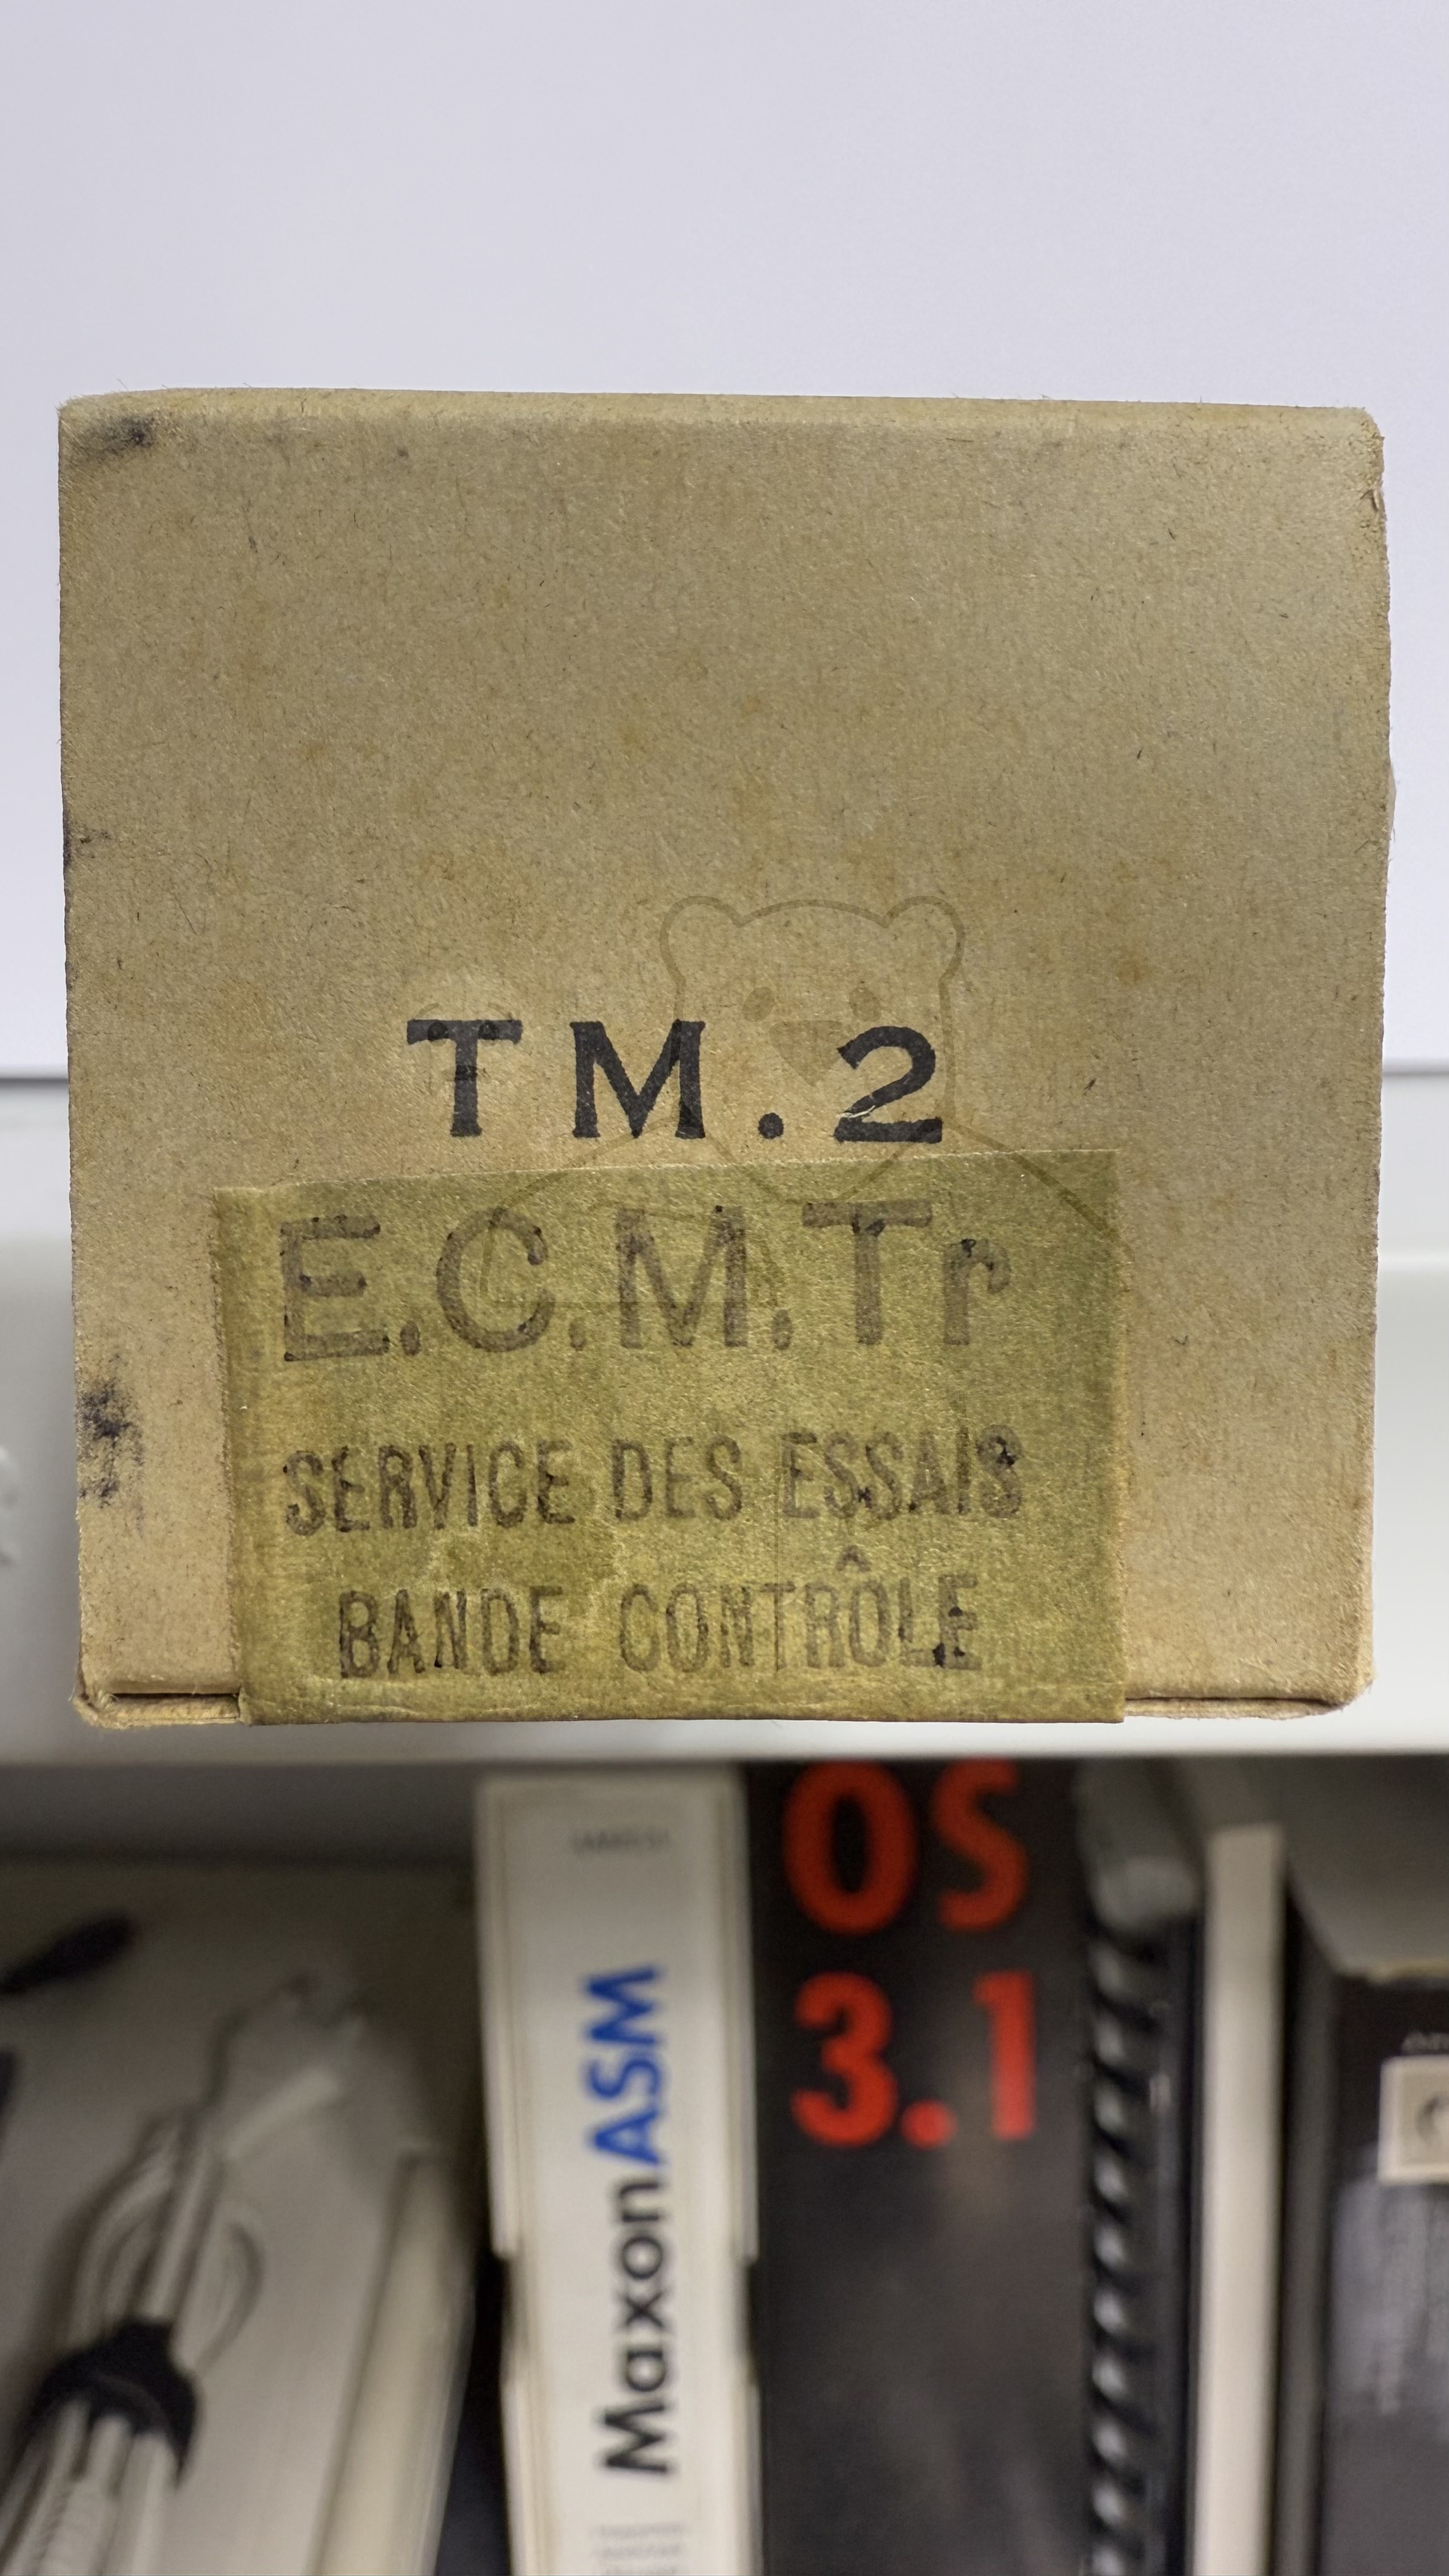 TM.2
E.C.M.Tr
SERVICE DES ESSAIS
BANDE CONTRÔLE
OS
3.1
MaxonASM